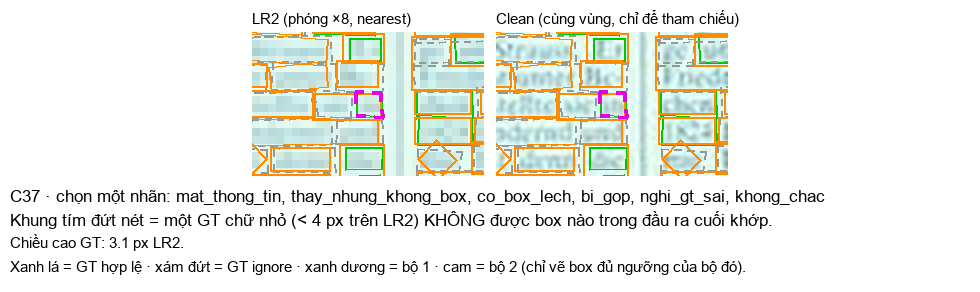 LR2 (phóng ×8, nearest)
Clean (cùng vùng, chỉ để tham chiếu)
C37 · chọn một nhãn: mat_thong_tin, thay_nhung_khong_box, co_box_lech, bi_gop, nghi_gt_sai, khong_chac
Khung tím đứt nét = một GT chữ nhỏ (< 4 px trên LR2) KHÔNG được box nào trong đầu ra cuối khớp.
Chiều cao GT: 3.1 px LR2.
Xanh lá = GT hợp lệ · xám đứt = GT ignore · xanh dương = bộ 1 · cam = bộ 2 (chỉ vẽ box đủ ngưỡng của bộ đó).